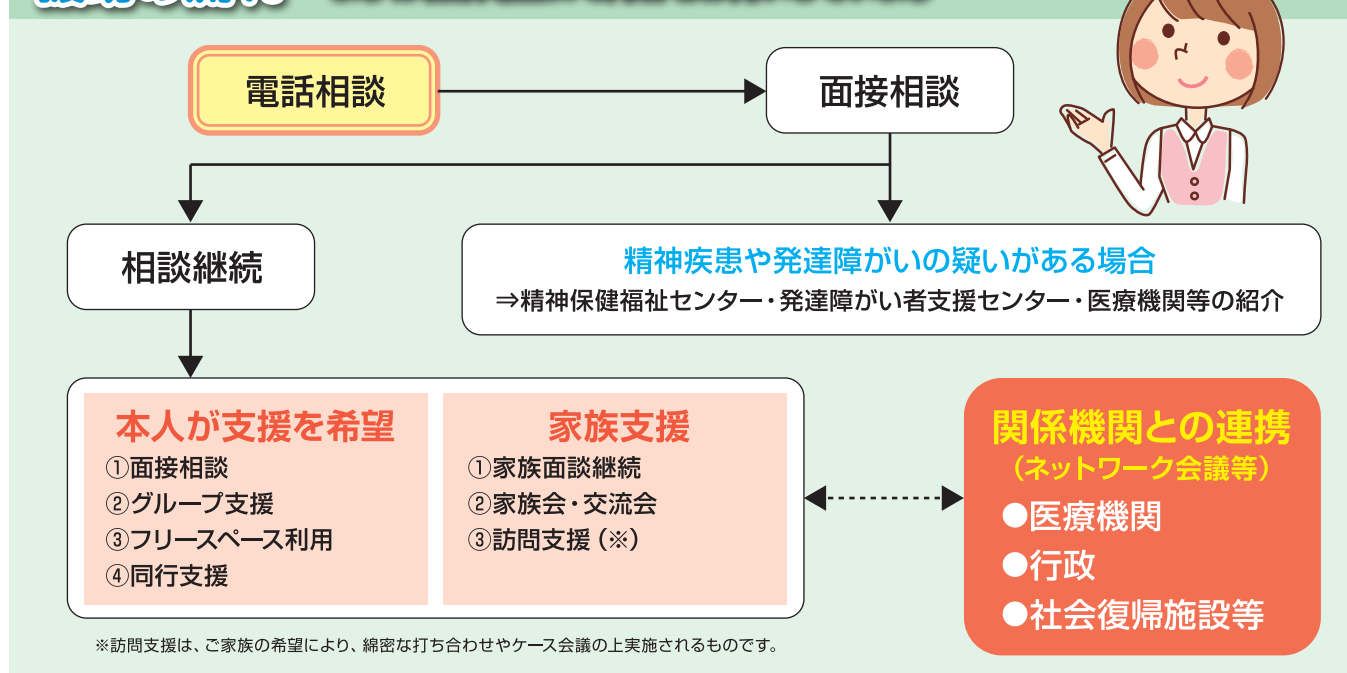 電話相談
面接相談
相談継続
精神疾患や発達障がいの疑いがある場合
⇒精神保健福祉センター・発達障がい者支援センター・医療機関等の紹介
本人が支援を希望
①面接相談
②グループ支援
③フリースペース利用
④同行支援
家族支援
①家族面談継続
②家族会・交流会
③訪問支援(※)
関係機関との連携
(ネットワーク会議等)
●医療機関
●行政
●社会復帰施設等
※訪問支援は、ご家族の希望により、綿密な打ち合わせやケース会議の上実施されるものです。